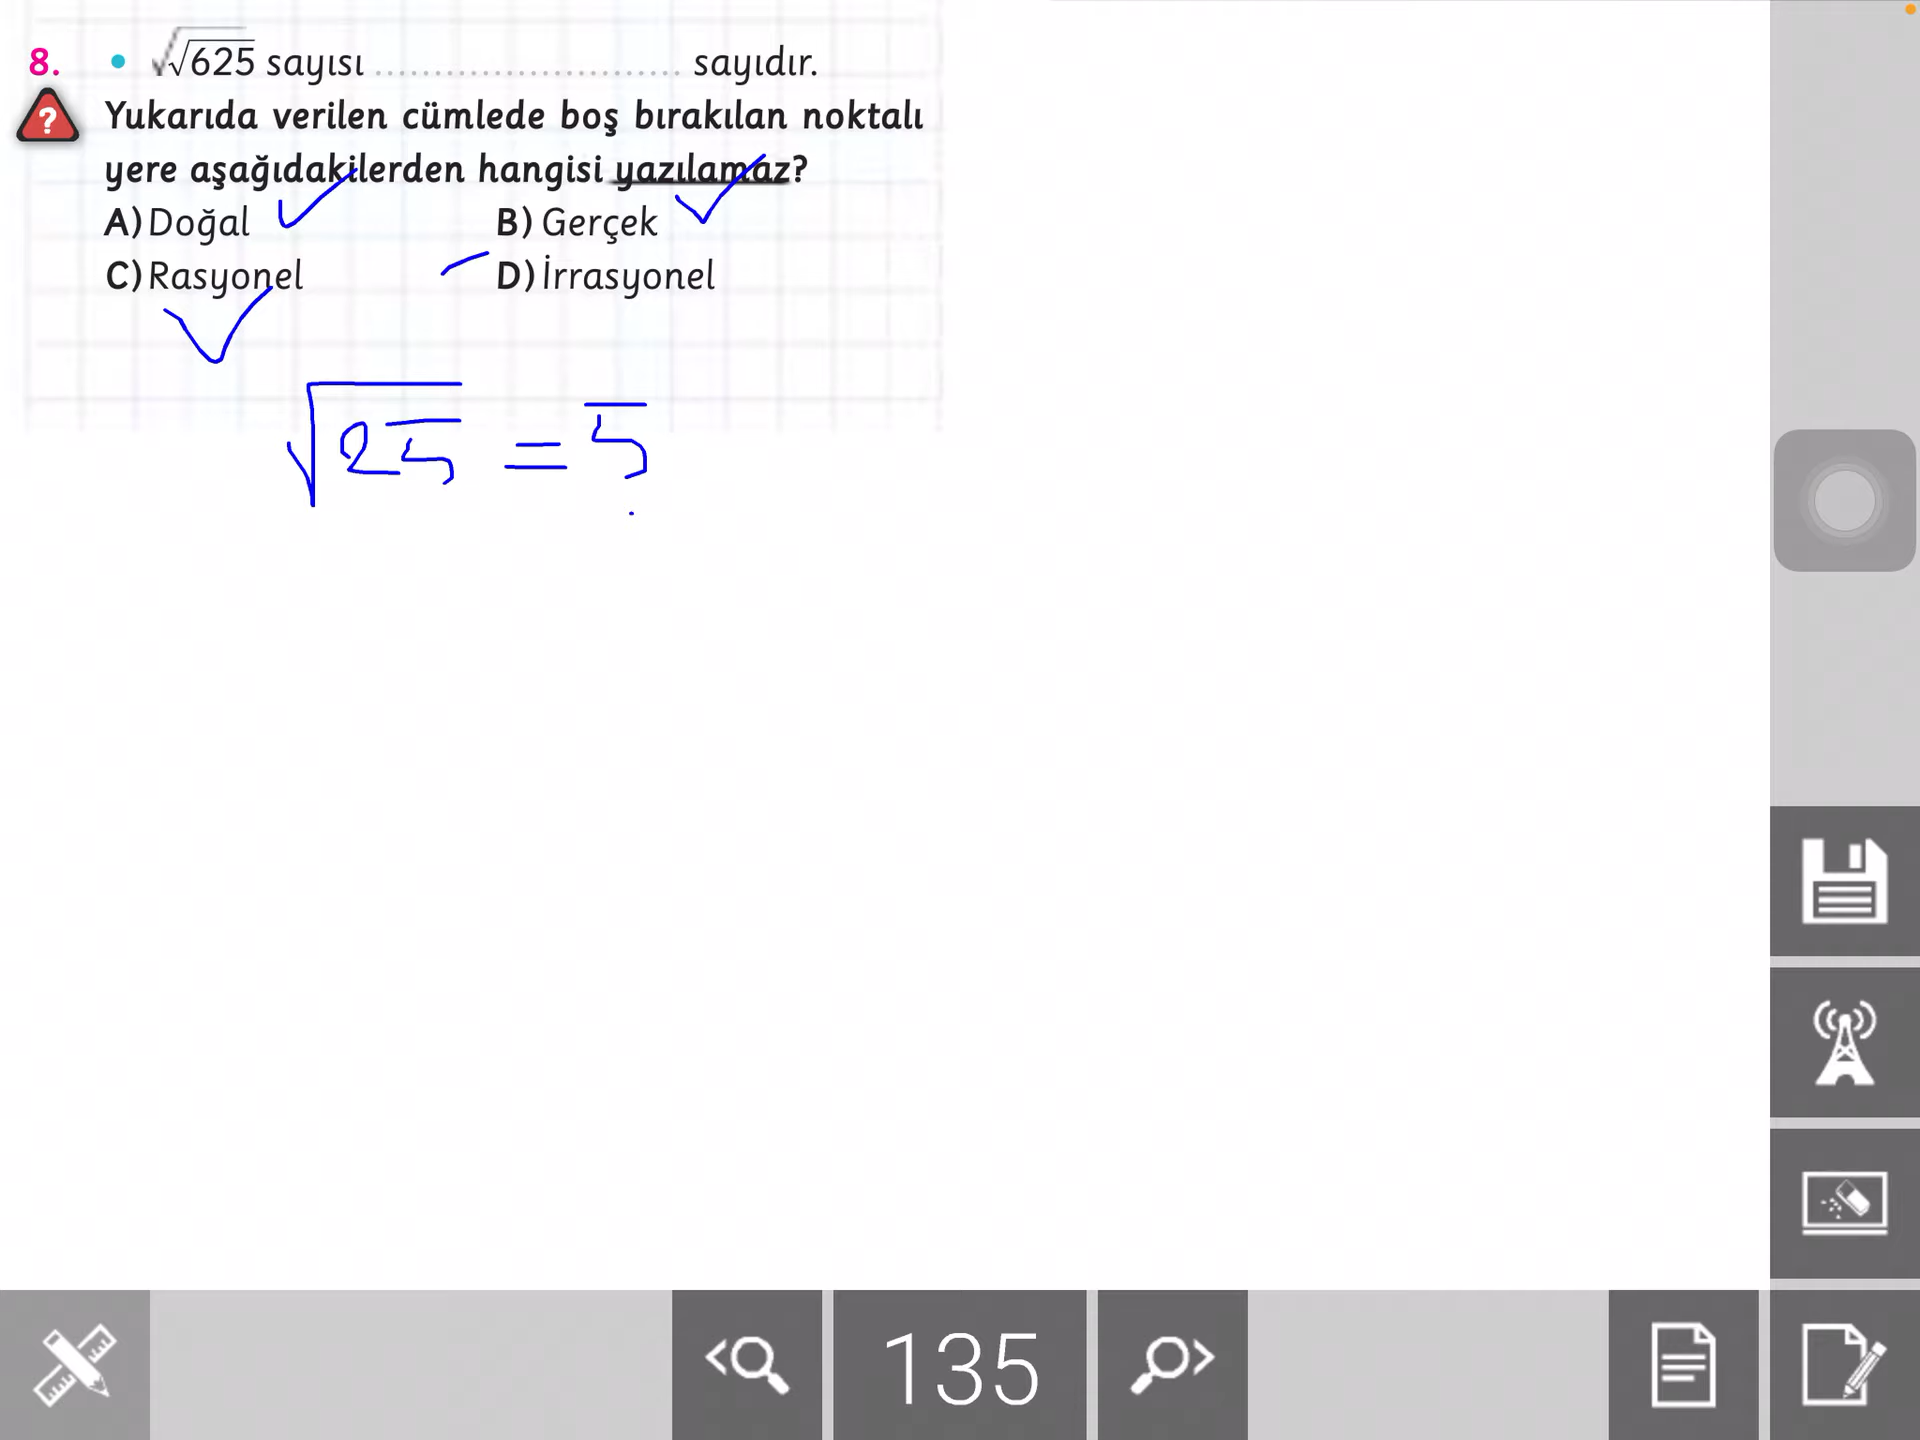 8. • √√625 sayısı .......................... sayıdır.
Yukarıda verilen cümlede boş bırakılan noktalı
yere aşağıdakilerden hangisi yazılamaz?
A) Doğal B) Gerçek
C) Rasyonel D) İrrasyonel
√25 = 5
135